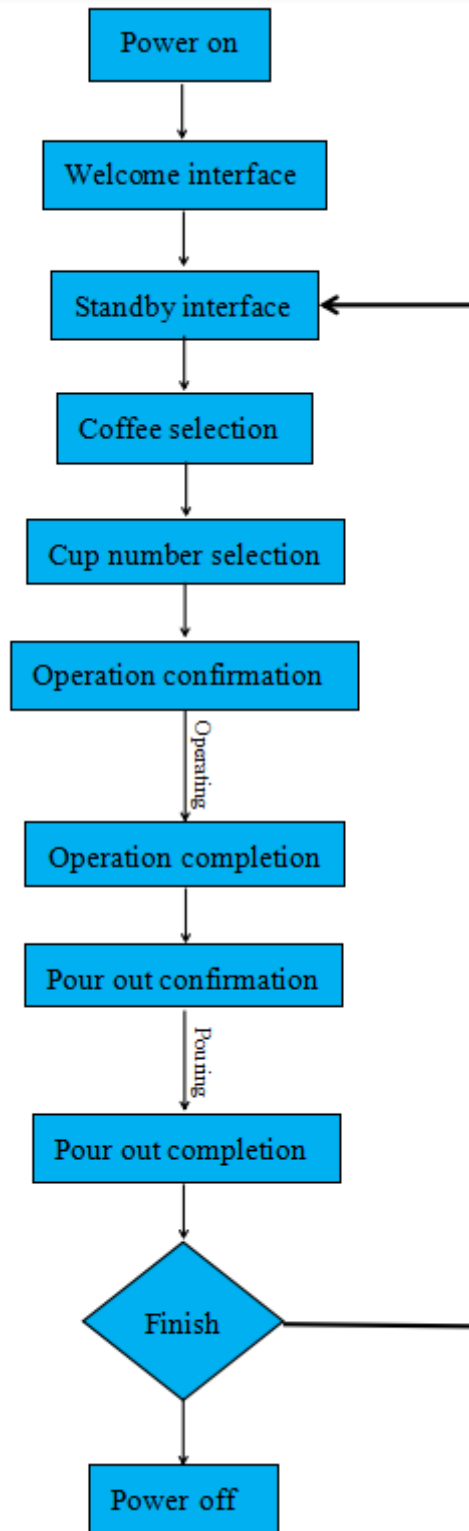 Power on
Welcome interface
Standby interface
Coffee selection
Cup number selection
Operation confirmation
Operating
Operation completion
Pour out confirmation
Pouring
Pour out completion
Finish
Power off